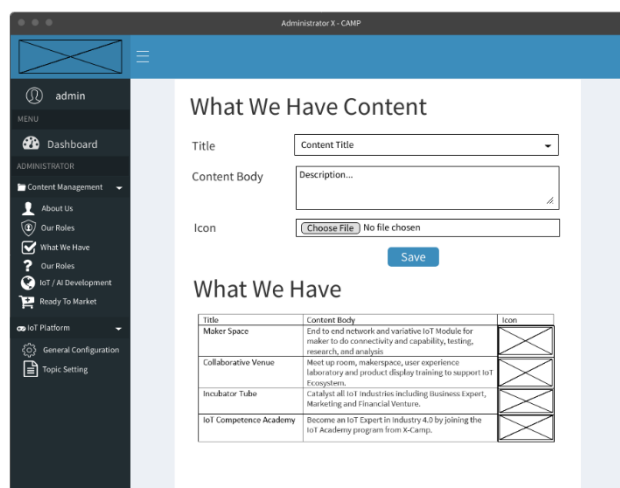 Administrator X - CAMP
admin
MENU
Dashboard
ADMINISTRATOR
Content Management
About Us
Our Roles
What We Have
Our Roles
IoT / AI Development
Ready To Market
IoT Platform
General Configuration
Topic Setting
What We Have Content
Title
Content Title
Content Body
Description...
Icon
Choose File No file chosen
Save
What We Have
Title Content Body Icon
Maker Space End to end network and variative IoT Module for
maker to do connectivity and capability, testing,
research, and analysis
Collaborative Venue Meet up room, makerspace, user experience
laboratory and product display training to support IoT
Ecosystem.
Incubator Tube Catalyst all IoT Industries including Business Expert,
Marketing and Financial Venture.
IoT Competence Academy Become an IoT Expert in Industry 4.0 by joining the
IoT Academy program from X-Camp.